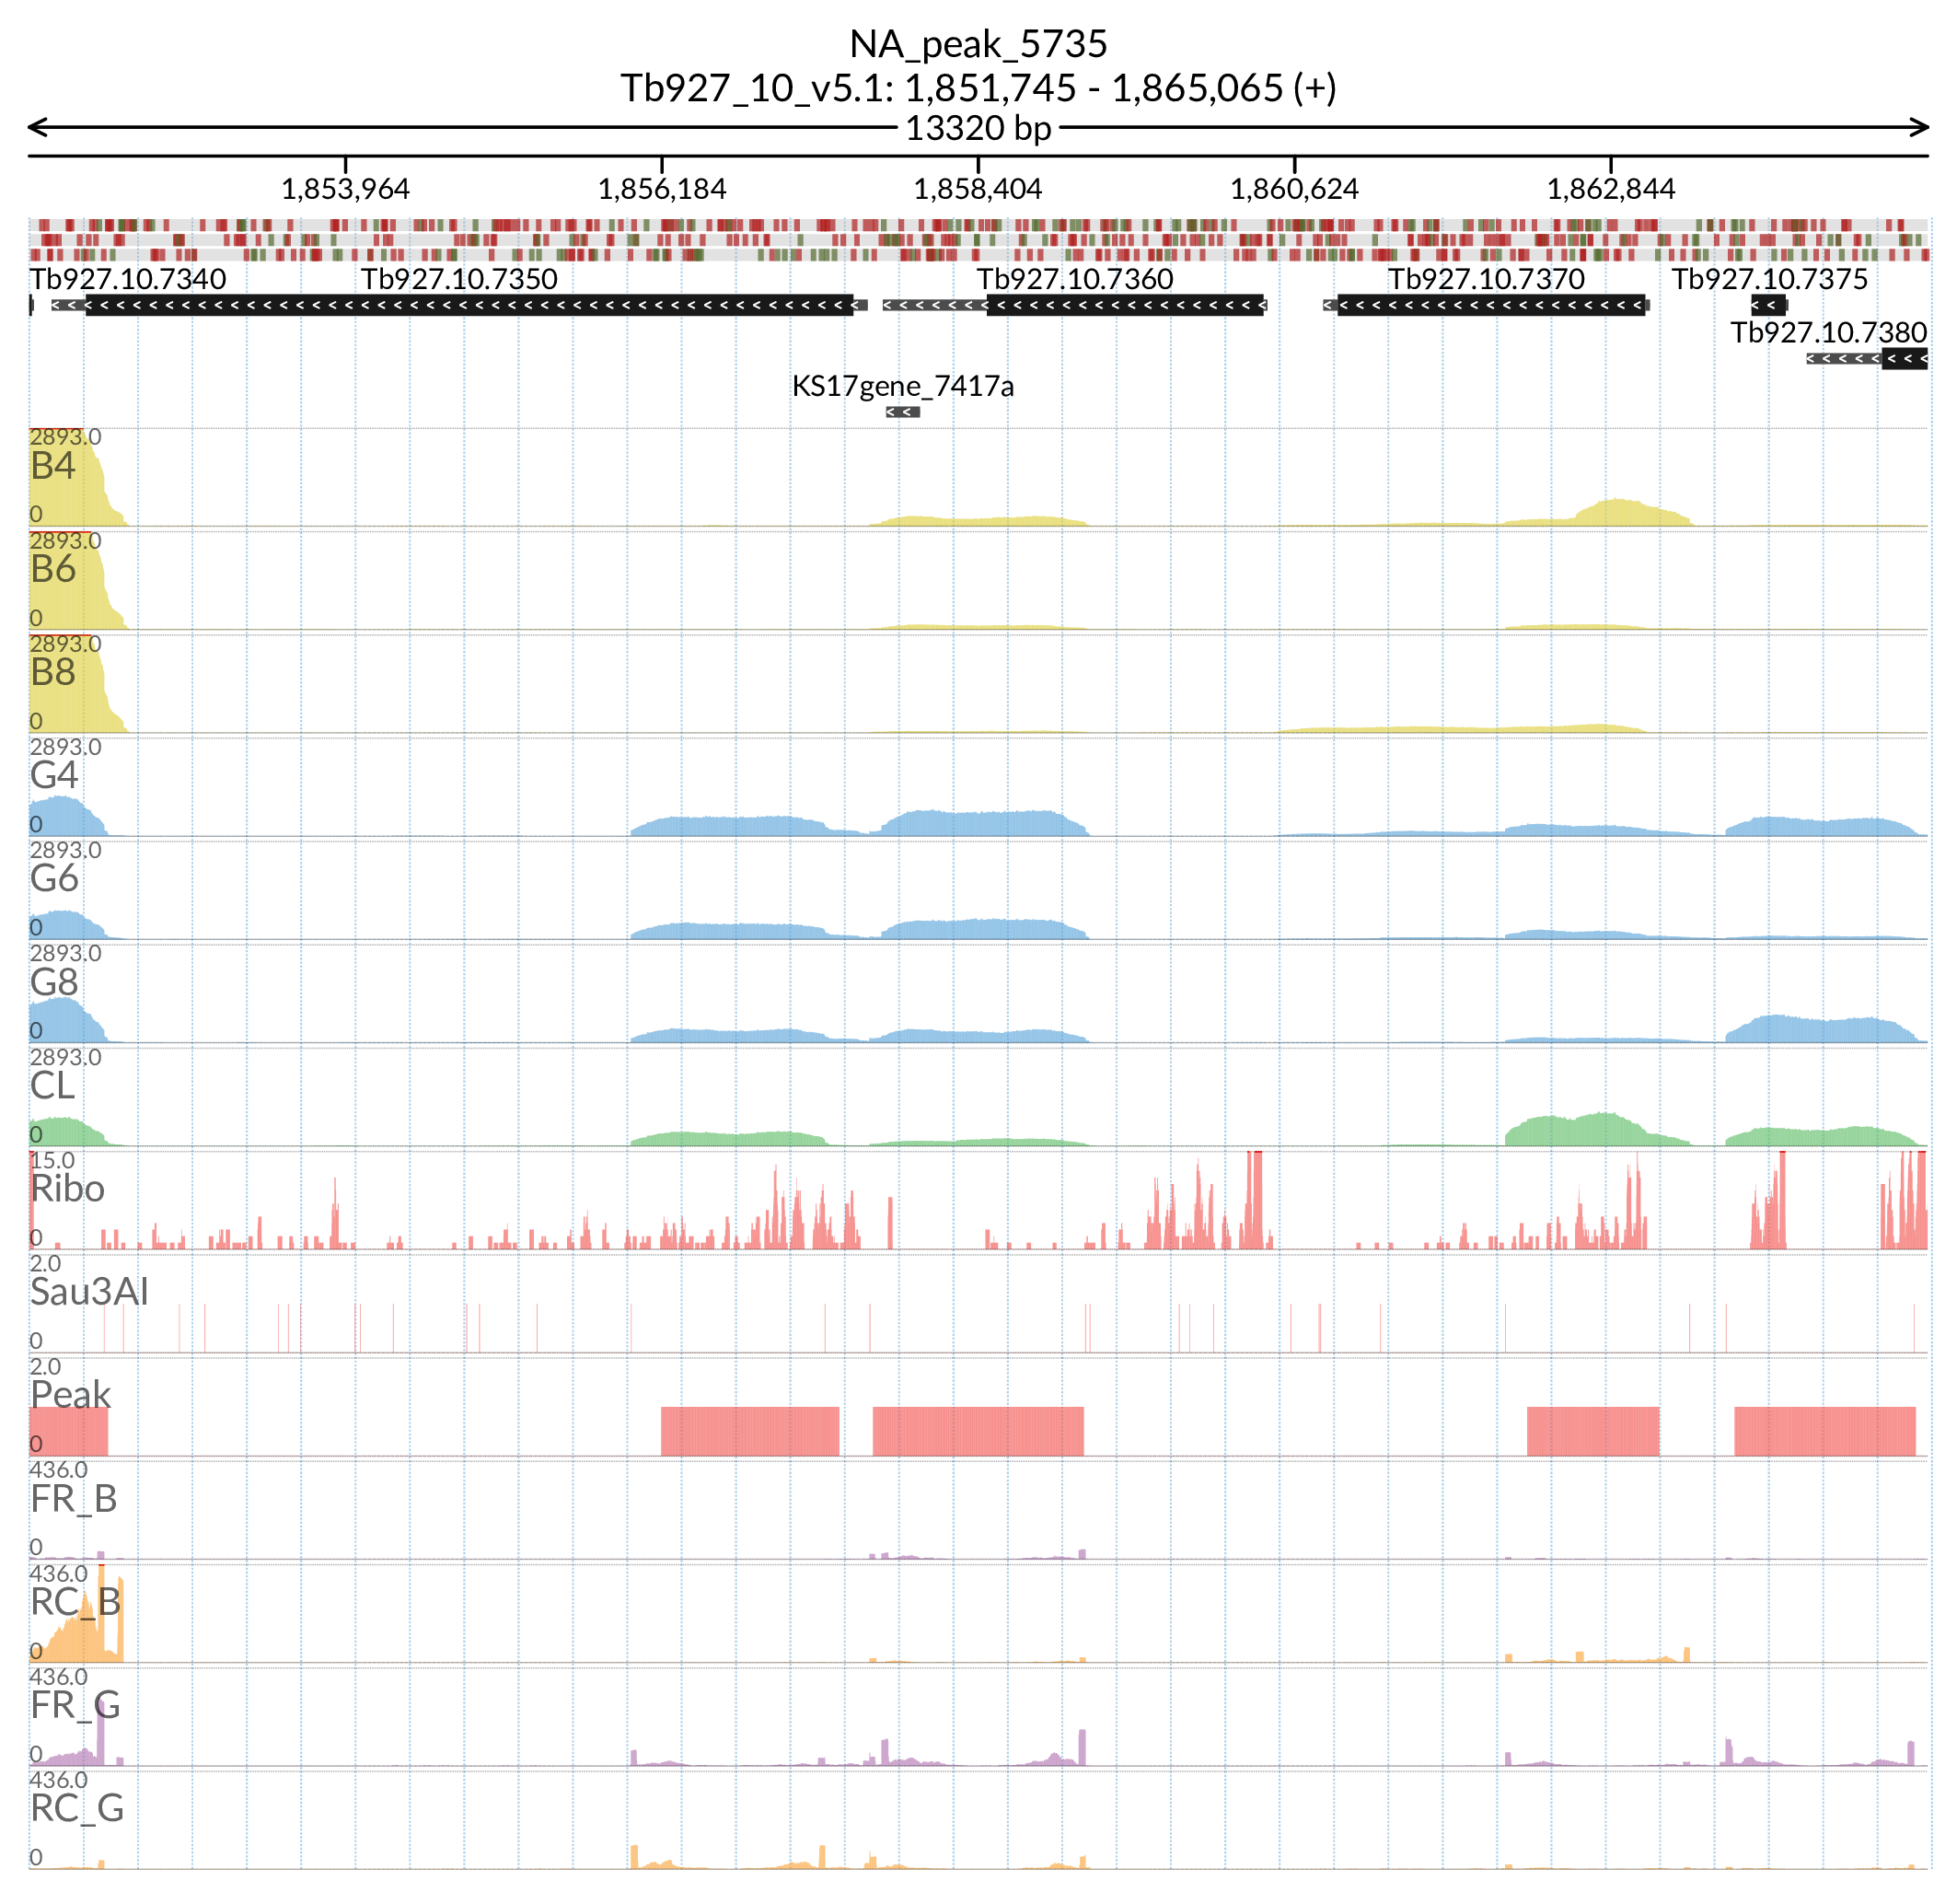 NA_peak_5735
Tb927_10_v5.1: 1,851,745 - 1,865,065 (+)
13320 bp
1,853,964 1,856,184 1,858,404 1,860,624 1,862,844
Tb927.10.7340 Tb927.10.7350 Tb927.10.7360 Tb927.10.7370 Tb927.10.7375
Tb927.10.7380
KS17gene_7417a
2893.0
B4
0
2893.0
B6
0
2893.0
B8
0
2893.0
G4
0
2893.0
G6
0
2893.0
G8
0
2893.0
CL
0
15.0
Ribo
0
2.0
Sau3AI
0
2.0
Peak
0
436.0
FR_B
0
436.0
RC_B
0
436.0
FR_G
0
436.0
RC_G
0